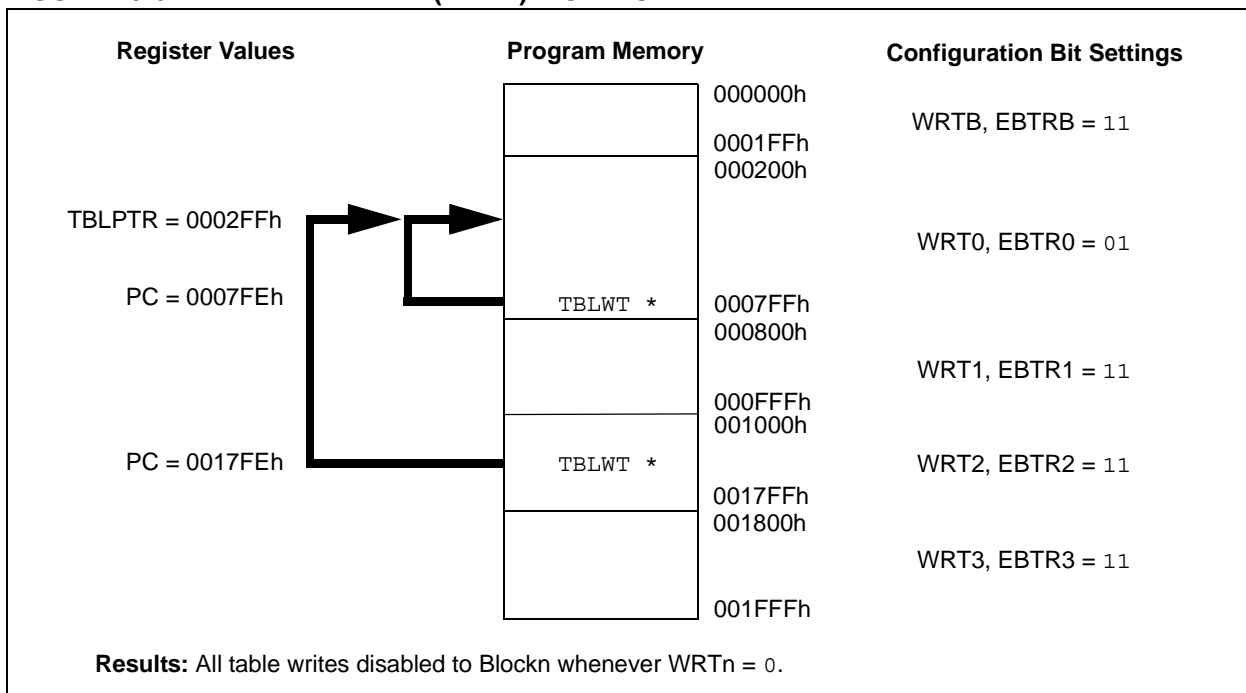 Register Values Program Memory Configuration Bit Settings
000000h
WRTB, EBTRB = 11
0001FFh
000200h
TBLPTR = 0002FFh
WRT0, EBTR0 = 01
PC = 0007FEh
TBLWT * 0007FFh
000800h
WRT1, EBTR1 = 11
000FFFh
001000h
PC = 0017FEh TBLWT * WRT2, EBTR2 = 11
0017FFh
001800h
WRT3, EBTR3 = 11
001FFFh
Results: All table writes disabled to Blockn whenever WRTn = 0.